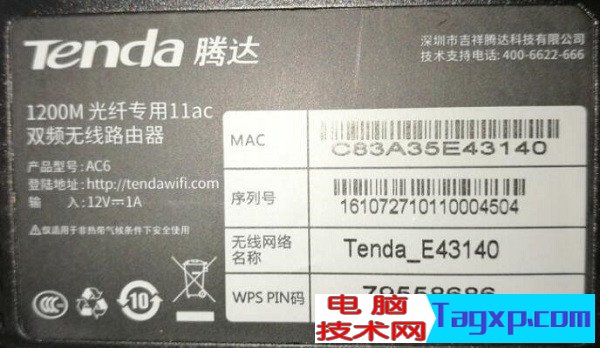 Tenda 腾达
深圳市吉祥腾达科技有限公司
技术支持电话: 400-6622-666
1200M 光纤专用11ac
双频无线路由器
产品型号: AC6
登陆地址: http://tendawifi.com
输 入: 12V⎓1A
仅适用于非热带气候条件下安全使用
MAC
C83A35E43140
序列号
161072710110004504
无线网络
名称
Tenda_E43140
WPS PIN码
79558686
10
电脑
技术网
Tagxp.com